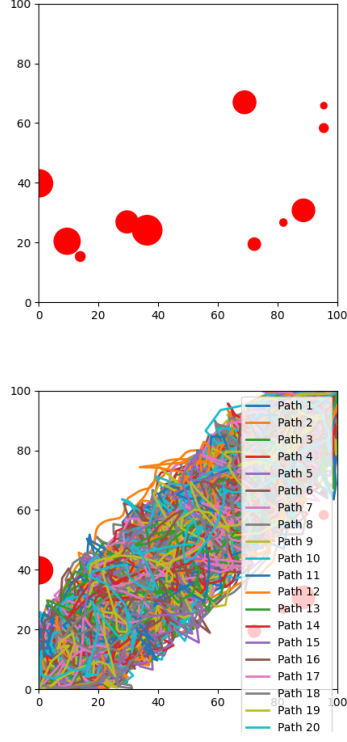 100
80
60
40
20
0
0 20 40 60 80 100
100
80
60
40
20
0
0 20 40 60 80 100
Path 1
Path 2
Path 3
Path 4
Path 5
Path 6
Path 7
Path 8
Path 9
Path 10
Path 11
Path 12
Path 13
Path 14
Path 15
Path 16
Path 17
Path 18
Path 19
Path 20